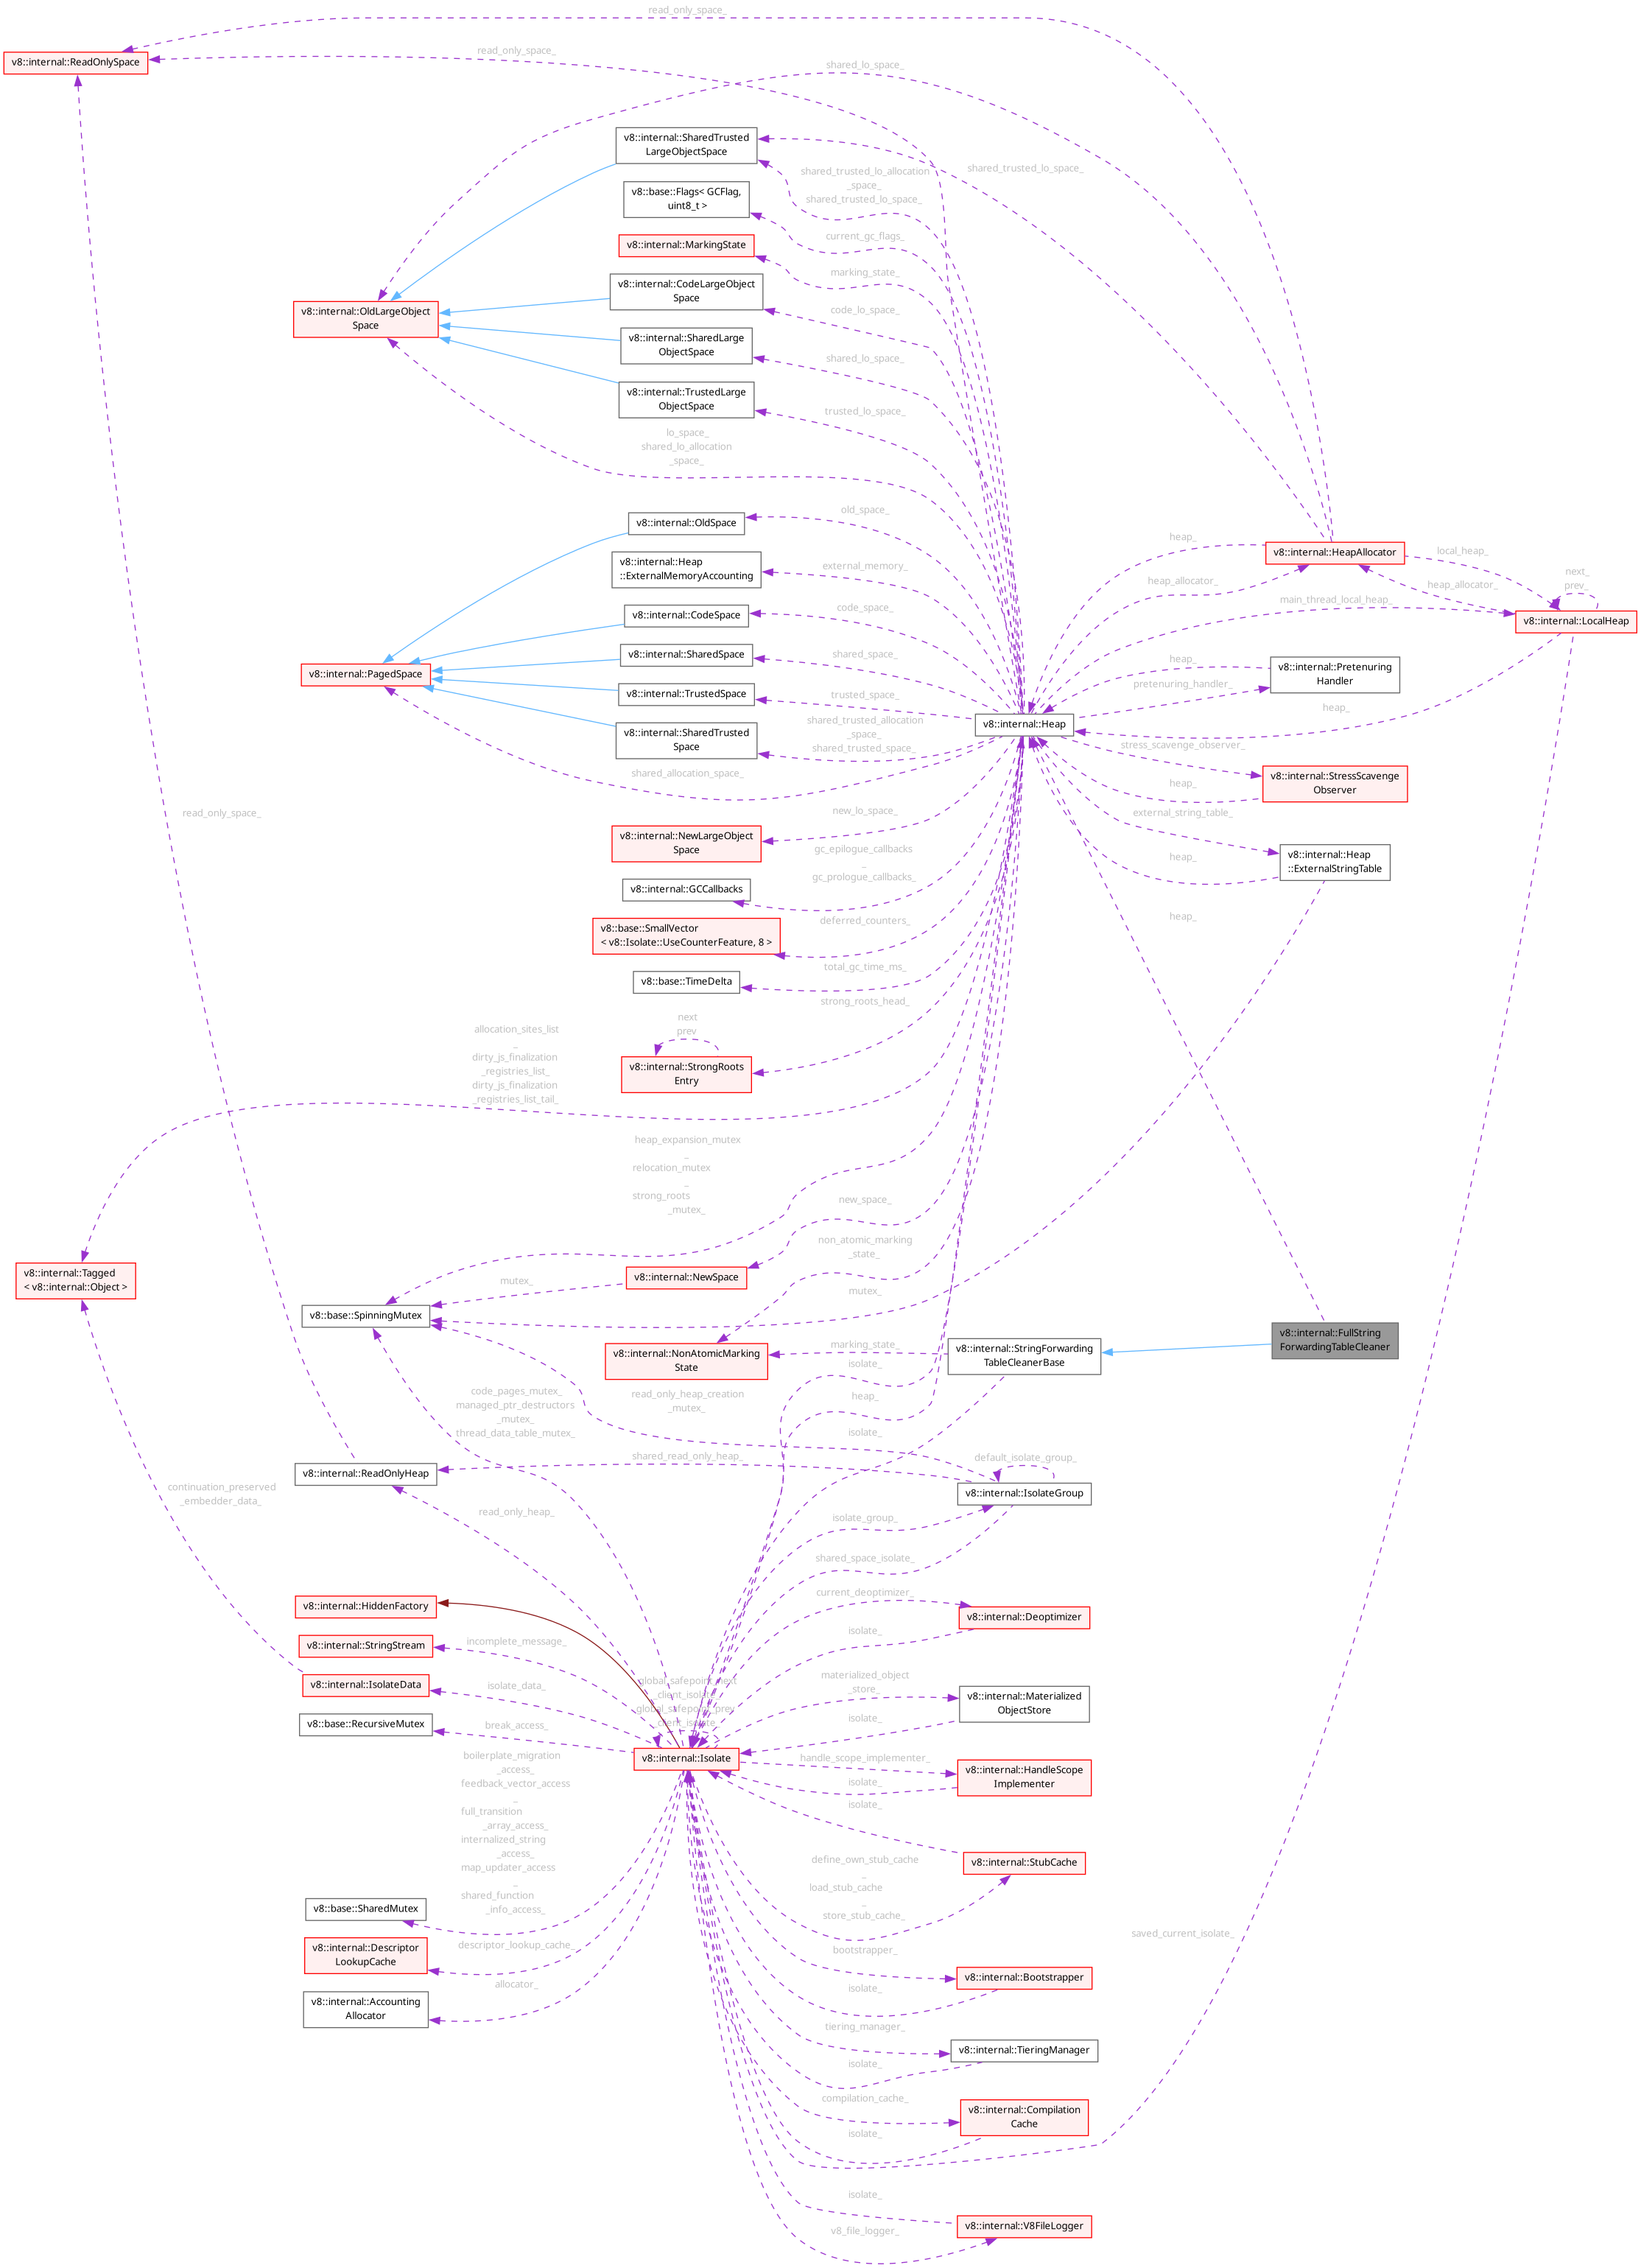 read_only_space_
v8::internal::ReadOnlySpace
read_only_space_
shared_lo_space_
v8::internal::SharedTrusted
LargeObjectSpace
shared_trusted_lo_allocation
_space_
shared_trusted_lo_space_
shared_trusted_lo_space_
v8::base::Flags< GCFlag,
uint8_t >
current_gc_flags_
v8::internal::MarkingState
marking_state_
v8::internal::CodeLargeObject
Space
code_lo_space_
v8::internal::OldLargeObject
Space
v8::internal::SharedLarge
ObjectSpace
shared_lo_space_
v8::internal::TrustedLarge
ObjectSpace
trusted_lo_space_
lo_space_
shared_lo_allocation
_space_
v8::internal::OldSpace
old_space_
v8::internal::Heap
::ExternalMemoryAccounting
external_memory_
v8::internal::CodeSpace
code_space_
v8::internal::PagedSpace
v8::internal::SharedSpace
shared_space_
v8::internal::TrustedSpace
trusted_space_
v8::internal::SharedTrusted
Space
shared_trusted_allocation
_space_
shared_trusted_space_
shared_allocation_space_
v8::internal::Heap
heap_
heap_allocator_
v8::internal::HeapAllocator
local_heap_
heap_allocator_
next_
prev_
v8::internal::LocalHeap
main_thread_local_heap_
heap_
pretenuring_handler_
v8::internal::Pretenuring
Handler
heap_
stress_scavenge_observer_
heap_
v8::internal::StressScavenge
Observer
external_string_table_
heap_
v8::internal::Heap
::ExternalStringTable
heap_
v8::internal::NewLargeObject
Space
new_lo_space_
v8::internal::GCCallbacks
gc_epilogue_callbacks
_
gc_prologue_callbacks_
v8::base::SmallVector
< v8::Isolate::UseCounterFeature, 8 >
deferred_counters_
v8::base::TimeDelta
total_gc_time_ms_
strong_roots_head_
next
prev
v8::internal::StrongRoots
Entry
allocation_sites_list
_
dirty_js_finalization
_registries_list_
dirty_js_finalization
_registries_list_tail_
read_only_space_
heap_expansion_mutex
_
relocation_mutex
_
strong_roots
_mutex_
new_space_
non_atomic_marking
_state_
v8::internal::Tagged
< v8::internal::Object >
v8::internal::NewSpace
mutex_
mutex_
v8::base::SpinningMutex
v8::internal::NonAtomicMarking
State
marking_state_
isolate_
v8::internal::StringForwarding
TableCleanerBase
v8::internal::FullString
ForwardingTableCleaner
read_only_heap_creation
_mutex_
heap_
isolate_
code_pages_mutex_
managed_ptr_destructors
_mutex_
thread_data_table_mutex_
shared_read_only_heap_
v8::internal::ReadOnlyHeap
default_isolate_group_
v8::internal::IsolateGroup
continuation_preserved
_embedder_data_
read_only_heap_
isolate_group_
shared_space_isolate_
v8::internal::HiddenFactory
current_deoptimizer_
isolate_
v8::internal::Deoptimizer
v8::internal::StringStream
incomplete_message_
v8::internal::IsolateData
isolate_data_
global_safepoint_next
_client_isolate_
global_safepoint_prev
_client_isolate_
materialized_object
_store_
isolate_
v8::internal::Materialized
ObjectStore
v8::base::RecursiveMutex
break_access_
v8::internal::Isolate
handle_scope_implementer_
isolate_
v8::internal::HandleScope
Implementer
boilerplate_migration
_access_
feedback_vector_access
_
full_transition
_array_access_
internalized_string
_access_
map_updater_access
_
shared_function
_info_access_
isolate_
v8::internal::StubCache
define_own_stub_cache
_
load_stub_cache
_
store_stub_cache_
v8::base::SharedMutex
v8::internal::Descriptor
LookupCache
descriptor_lookup_cache_
v8::internal::Accounting
Allocator
allocator_
saved_current_isolate_
bootstrapper_
isolate_
v8::internal::Bootstrapper
tiering_manager_
isolate_
v8::internal::TieringManager
compilation_cache_
isolate_
v8::internal::Compilation
Cache
isolate_
v8_file_logger_
v8::internal::V8FileLogger